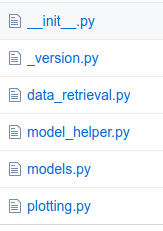 __init__.py
_version.py
data_retrieval.py
model_helper.py
models.py
plotting.py